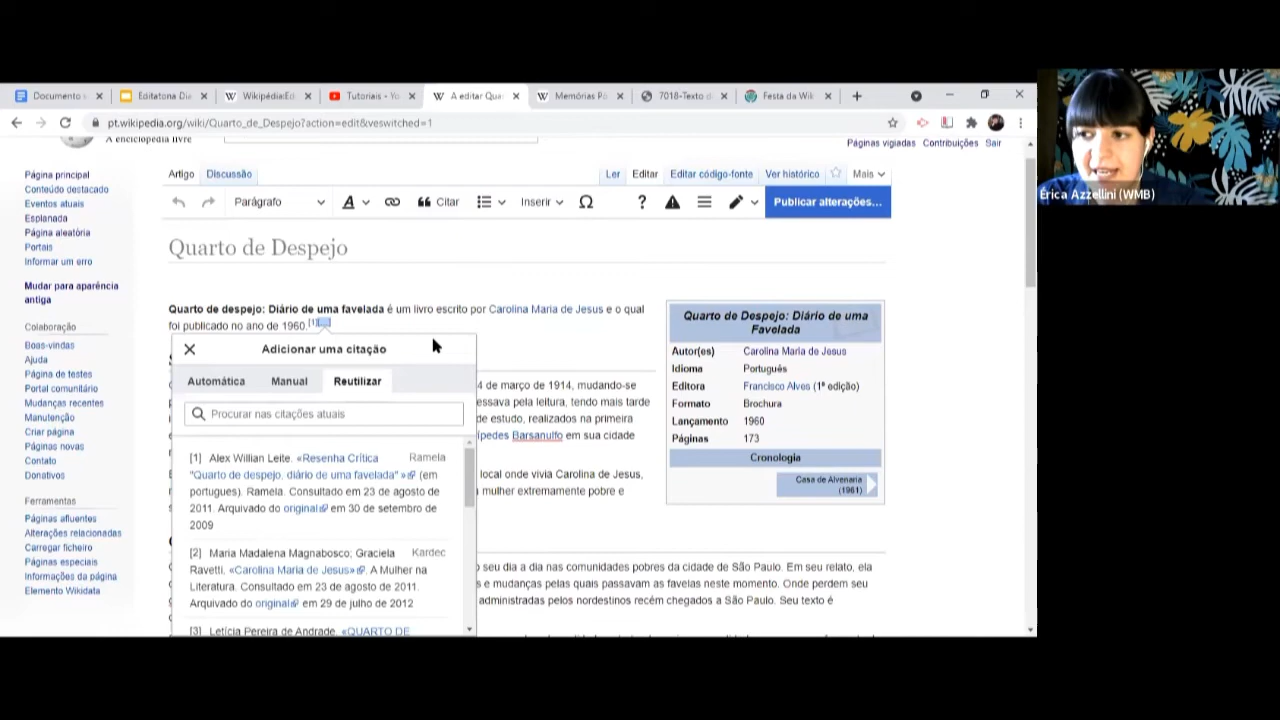 Documento
Editatona Dia
Wikipédia:Ed
Tutoriais - Yo
A editar Qua
Memórias Pó
7018-Texto d
Festa da Wik
pt.wikipedia.org/wiki/Quarto_de_Despejo?action=edit&veswitched=1
A enciclopédia livre
Páginas vigiadas Contribuições Sair
Artigo Discussão Ler Editar Editar código-fonte Ver histórico Mais
Parágrafo A Citar Inserir Ω ? Publicar alterações...
Página principal
Conteúdo destacado
Eventos atuais
Esplanada
Página aleatória
Portais
Informar um erro
Mudar para aparência
antiga
Colaboração
Boas-vindas
Ajuda
Página de testes
Portal comunitário
Mudanças recentes
Manutenção
Criar página
Páginas novas
Contato
Donativos
Ferramentas
Páginas afluentes
Alterações relacionadas
Carregar ficheiro
Páginas especiais
Informações da página
Elemento Wikidata
Quarto de Despejo
Quarto de despejo: Diário de uma favelada é um livro escrito por Carolina Maria de Jesus e o qual
foi publicado no ano de 1960.[1]
Adicionar uma citação
Automática Manual Reutilizar
Procurar nas citações atuais
[1] Alex Willian Leite. «Resenha Crítica Ramela
"Quarto de despejo, diário de uma favelada" » (em
portugues). Ramela. Consultado em 23 de agosto de
2011. Arquivado do original em 30 de setembro de
2009
[2] Maria Madalena Magnabosco; Graciela Kardec
Ravetti. «Carolina Maria de Jesus». A Mulher na
Literatura. Consultado em 23 de agosto de 2011.
Arquivado do original em 29 de julho de 2012
[3] Letícia Pereira de Andrade. «QUARTO DE
4 de março de 1914, mudando-se
essava pela leitura, tendo mais tarde
de estudo, realizados na primeira
ípedes Barsanulfo em sua cidade
local onde vivia Carolina de Jesus,
mulher extremamente pobre e
seu dia a dia nas comunidades pobres da cidade de São Paulo. Em seu relato, ela
s e mudanças pelas quais passavam as favelas neste momento. Onde perdem seu
administradas pelos nordestinos recém chegados a São Paulo. Seu texto é
Quarto de Despejo: Diário de uma
Favelada
Autor(es) Carolina Maria de Jesus
Idioma Português
Editora Francisco Alves (1ª edição)
Formato Brochura
Lançamento 1960
Páginas 173
Cronologia
Casa de Alvenaria
(1961)
Érica Azzellini (WMB)